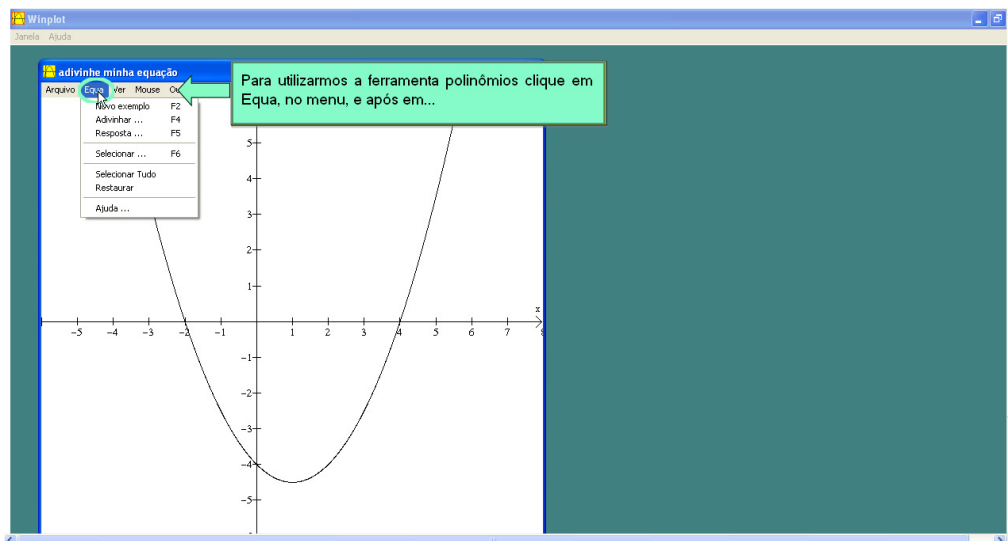 Winplot
Janela Ajuda
adivinhe minha equação
Arquivo Equa Ver Mouse
Para utilizarmos a ferramenta polinômios clique em
Equa, no menu, e após em...
Novo exemplo F2
Adivinhar ... F4
Resposta ... F5
Selecionar ... F6
Selecionar Tudo
Restaurar
Ajuda ...
5
4
3
2
1
x
-5 -4 -3 -2 -1 1 2 3 4 5 6 7
-1
-2
-3
-4
-5